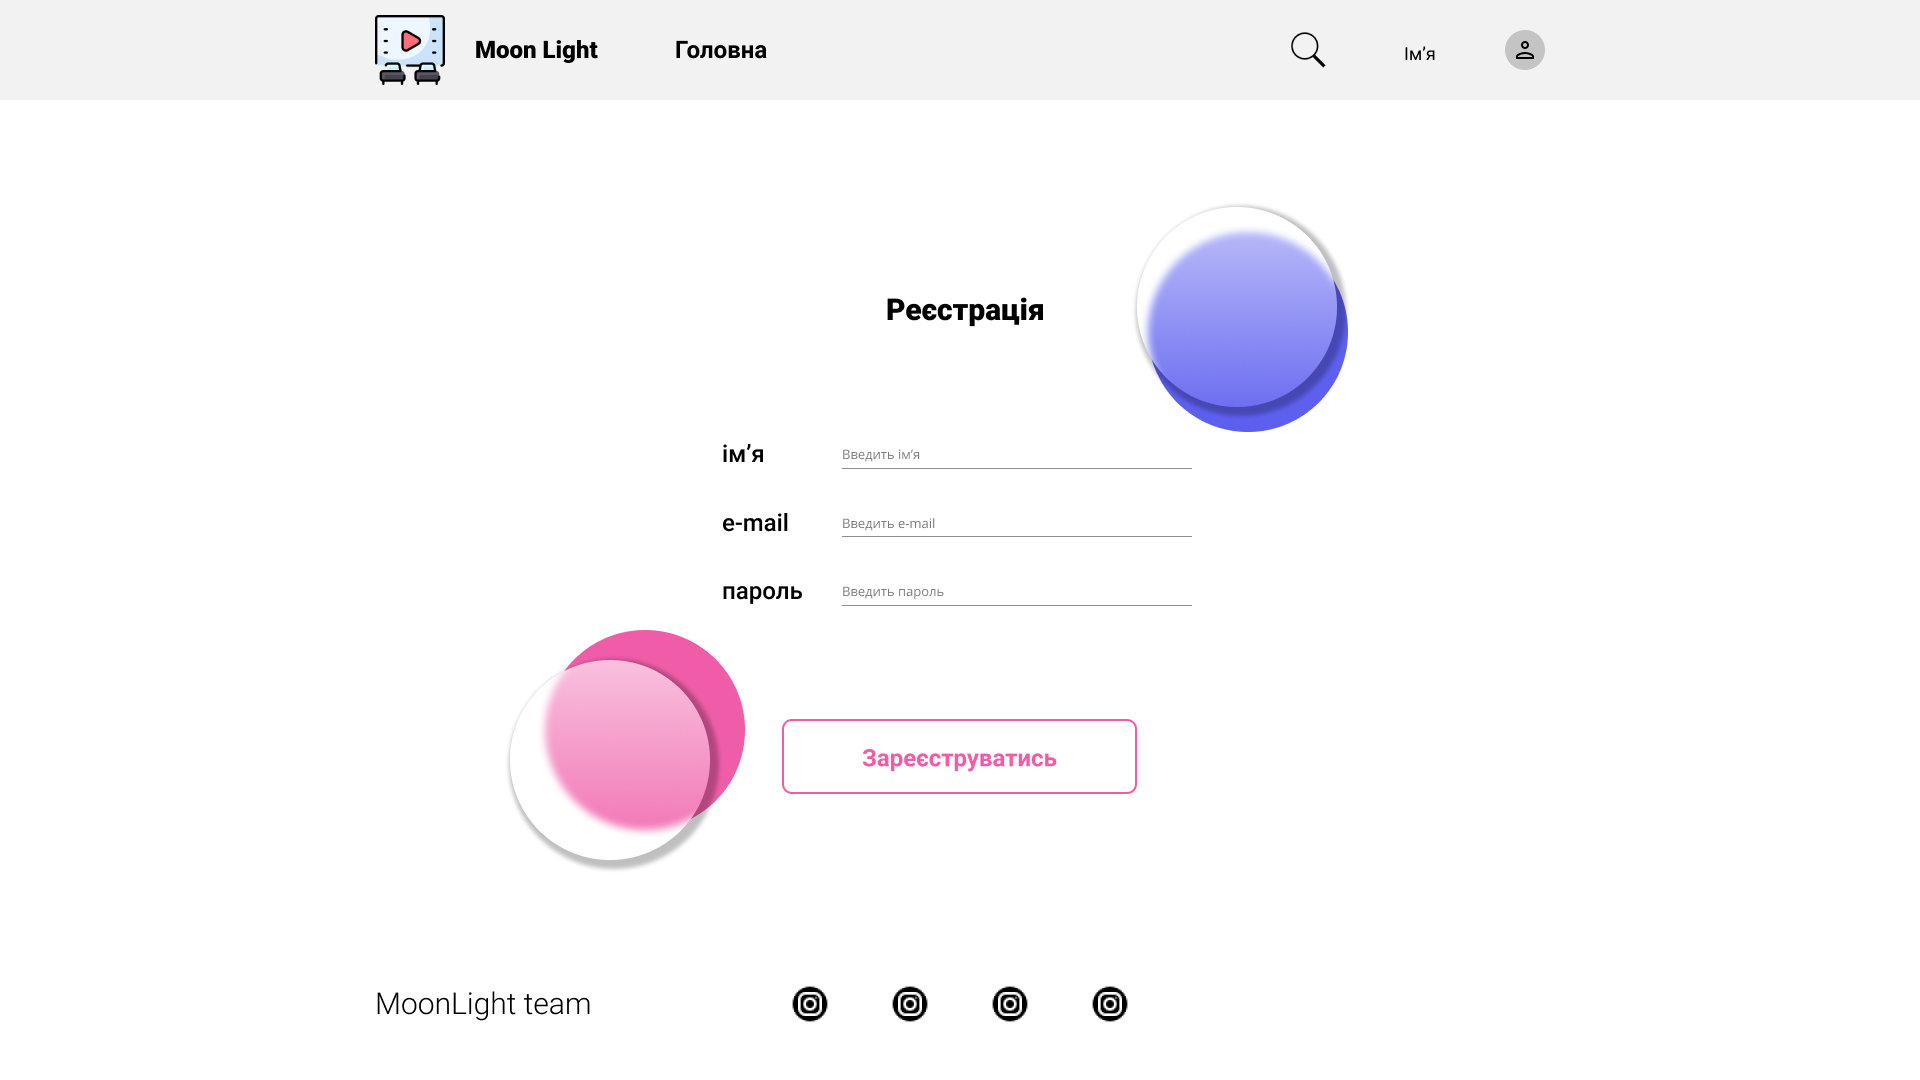 Moon Light
Головна
Ім’я
Реєстрація
ім’я
Введить ім’я
e-mail
Введить e-mail
пароль
Введить пароль
Зареєструватись
MoonLight team